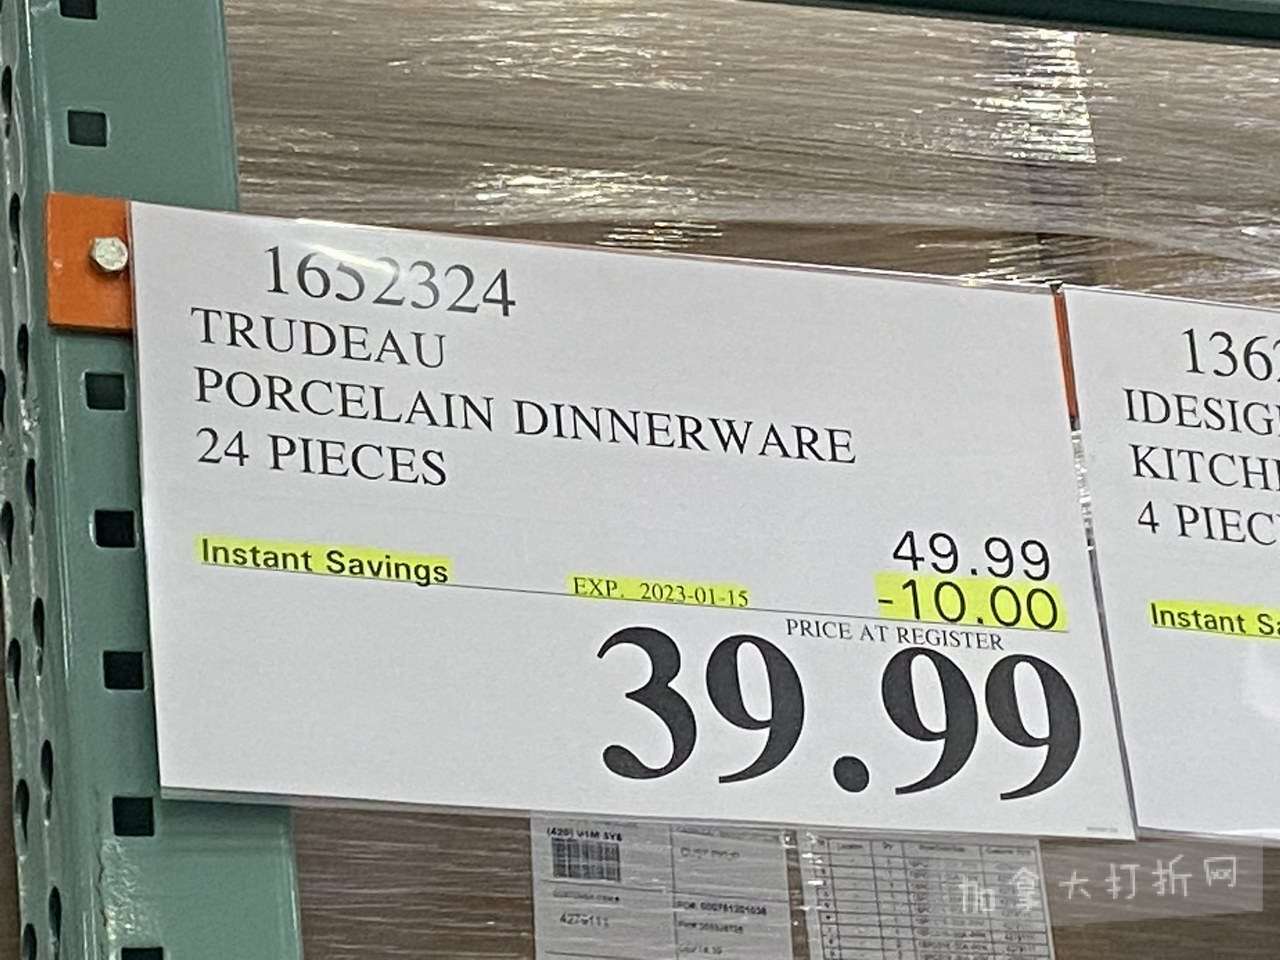 1652324
TRUDEAU
PORCELAIN DINNERWARE
24 PIECES
49.99
Instant Savings
EXP. 2023-01-15
-10.00
PRICE AT REGISTER
39.99
136
IDESIG
KITCH
4 PIEC
Instant S
4279111
加拿大打折网